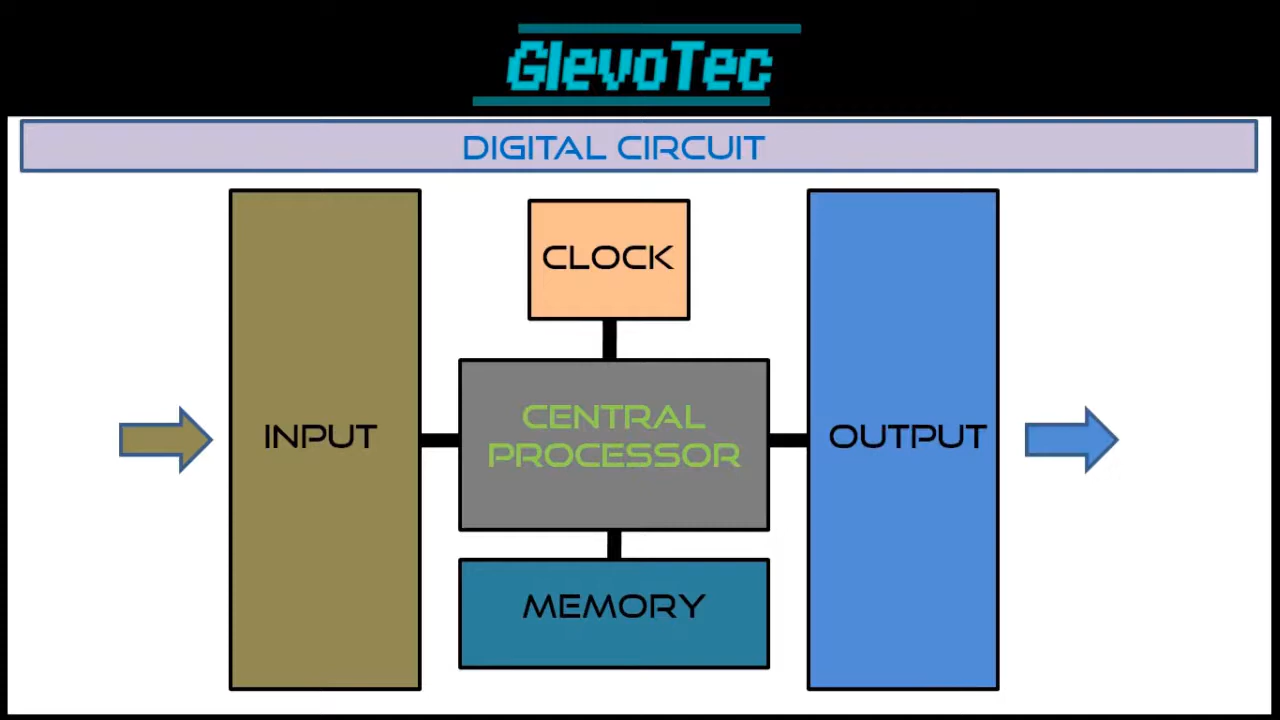 GlevoTec
DIGITAL CIRCUIT
CLOCK
INPUT
CENTRAL
PROCESSOR
OUTPUT
MEMORY